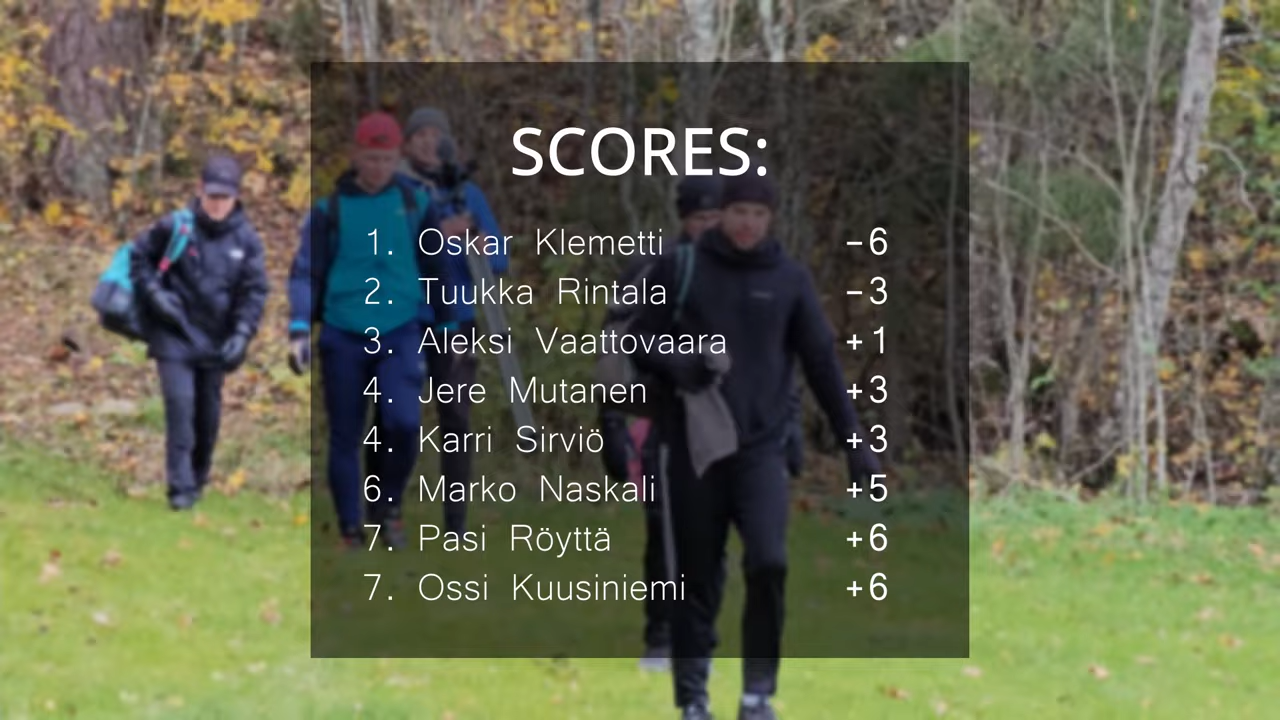 SCORES:
1. Oskar Klemetti -6
2. Tuukka Rintala -3
3. Aleksi Vaattovaara +1
4. Jere Mutanen +3
4. Karri Sirviö +3
6. Marko Naskali +5
7. Pasi Röyttä +6
7. Ossi Kuusiniemi +6